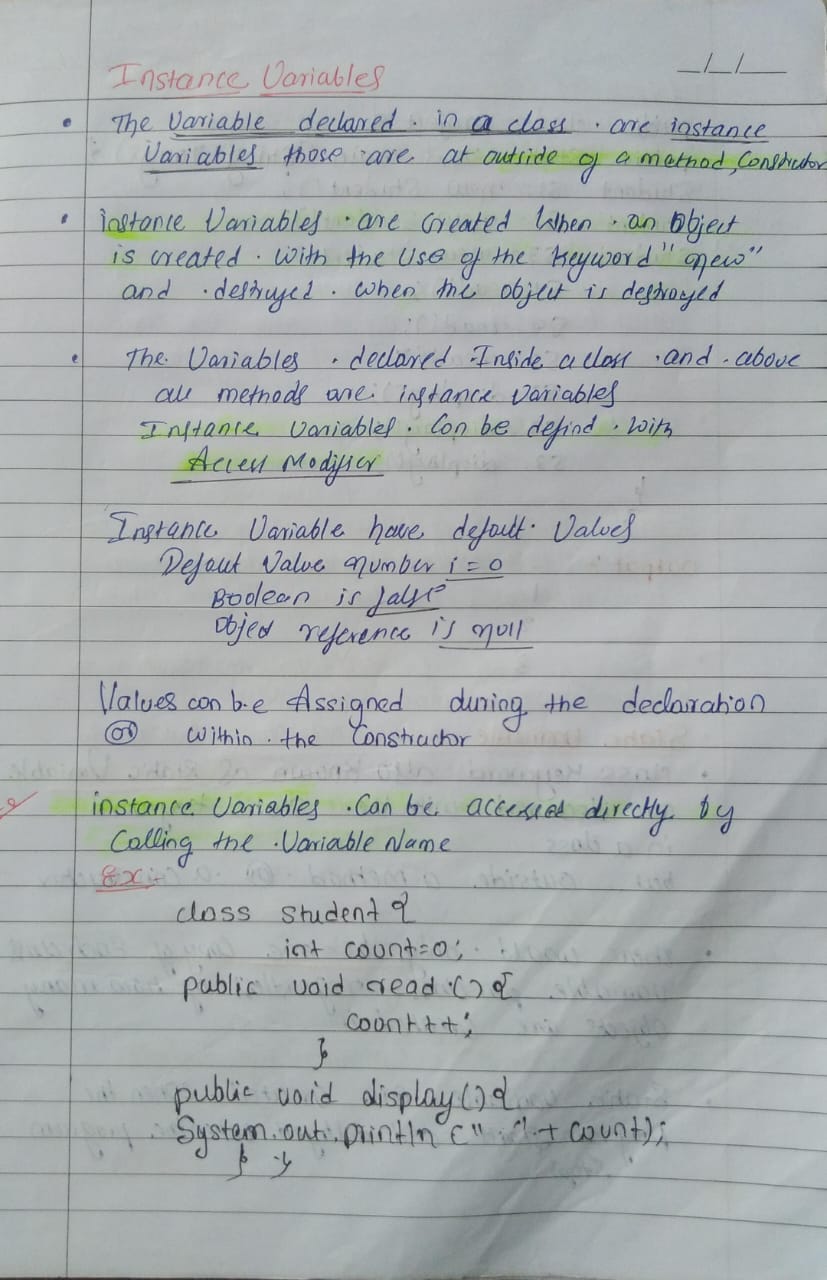 Instance Variables
__/__/____
• The Variable declared in a class are instance
Variables those are at outside of a method, Constructor
• instance Variables are Created When an Object
is created with the Use of the keyword "new"
and destroyed when the object is destroyed
• The Variables declared Inside a class and above
all methods are instance Variables
Instance Variables Can be defind with
Access Modifier
Instance Variable have default Values
Defaut Value number i = 0
Boolean is false
Object reference is null
Values can be Assigned during the declaration
or within the Constructor
instance Variables Can be accessed directly by
Calling the Variable Name
Ex:-
class student {
int count=0;
public void read () {
count++;
}
public void display() {
System.out.println (" " + count);
} }